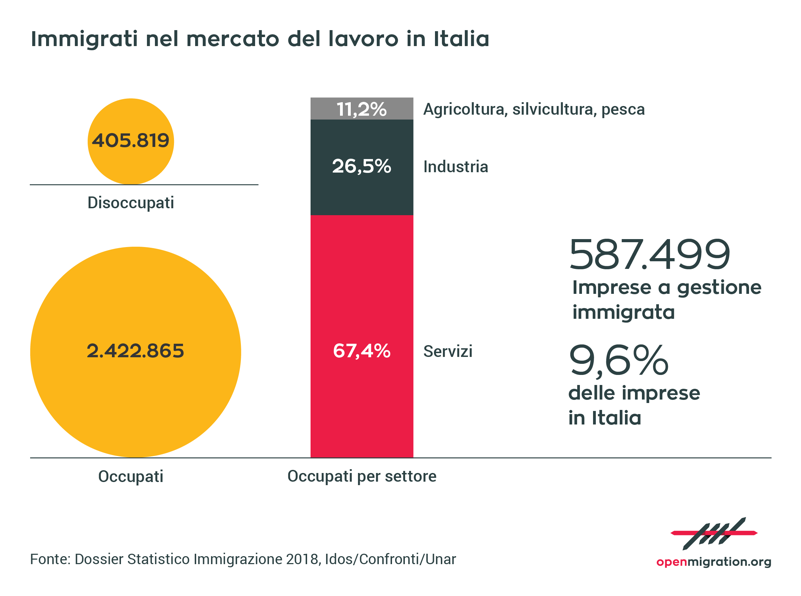 Immigrati nel mercato del lavoro in Italia
405.819
Disoccupati
2.422.865
Occupati
11,2%
Agricoltura, silvicultura, pesca
26,5%
Industria
67,4%
Servizi
Occupati per settore
587.499
Imprese a gestione
immigrata
9,6%
delle imprese
in Italia
Fonte: Dossier Statistico Immigrazione 2018, Idos/Confronti/Unar
openmigration.org